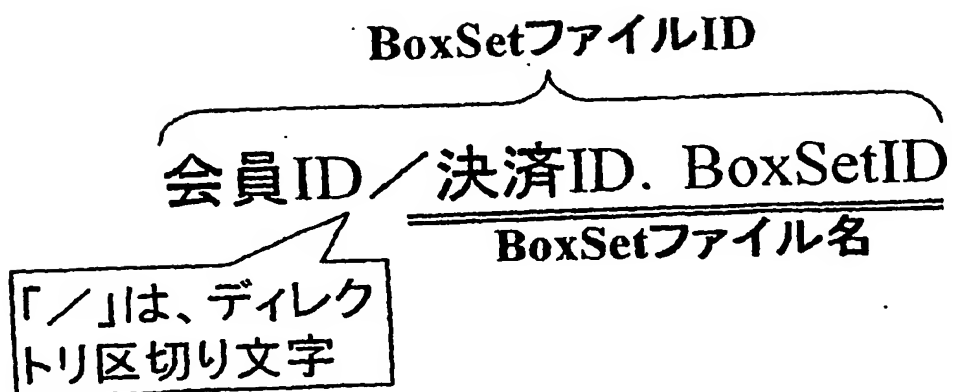 BoxSetファイルID
会員ID／決済ID. BoxSetID
BoxSetファイル名
「／」は、ディレク
トリ区切り文字